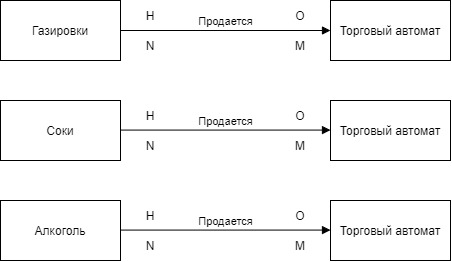 Газировки Н Продается О Торговый автомат
N М
Соки Н Продается О Торговый автомат
N М
Алкоголь Н Продается О Торговый автомат
N М